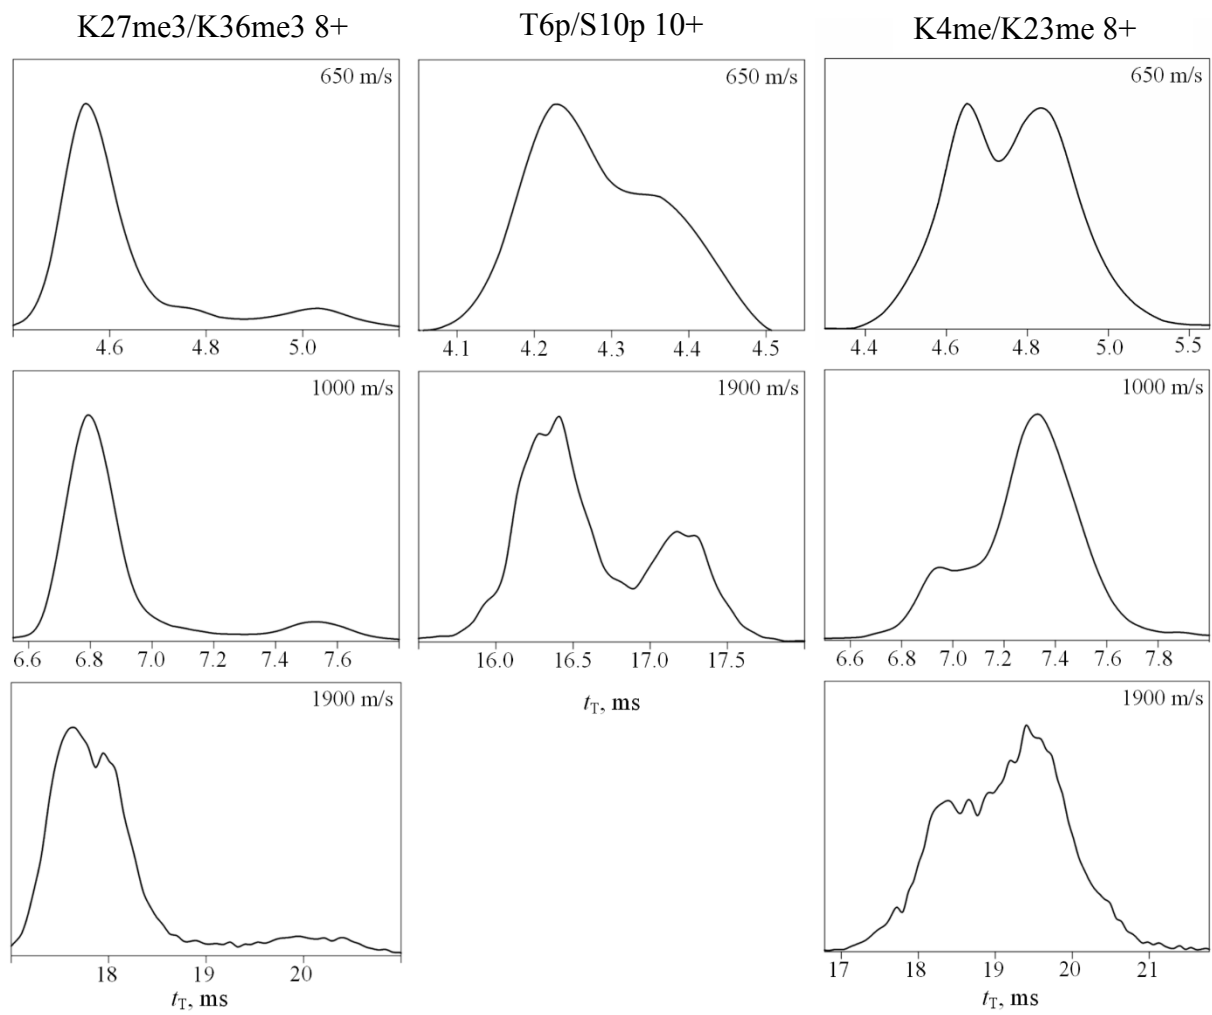 K27me3/K36me3 8+
T6p/S10p 10+
K4me/K23me 8+
650 m/s
650 m/s
650 m/s
4.6 4.8 5.0
4.1 4.2 4.3 4.4 4.5
4.4 4.6 4.8 5.0 5.5
1000 m/s
1900 m/s
1000 m/s
6.6 6.8 7.0 7.2 7.4 7.6
16.0 16.5 17.0 17.5
6.6 6.8 7.0 7.2 7.4 7.6 7.8
tT, ms
1900 m/s
1900 m/s
18 19 20
17 18 19 20 21
tT, ms
tT, ms